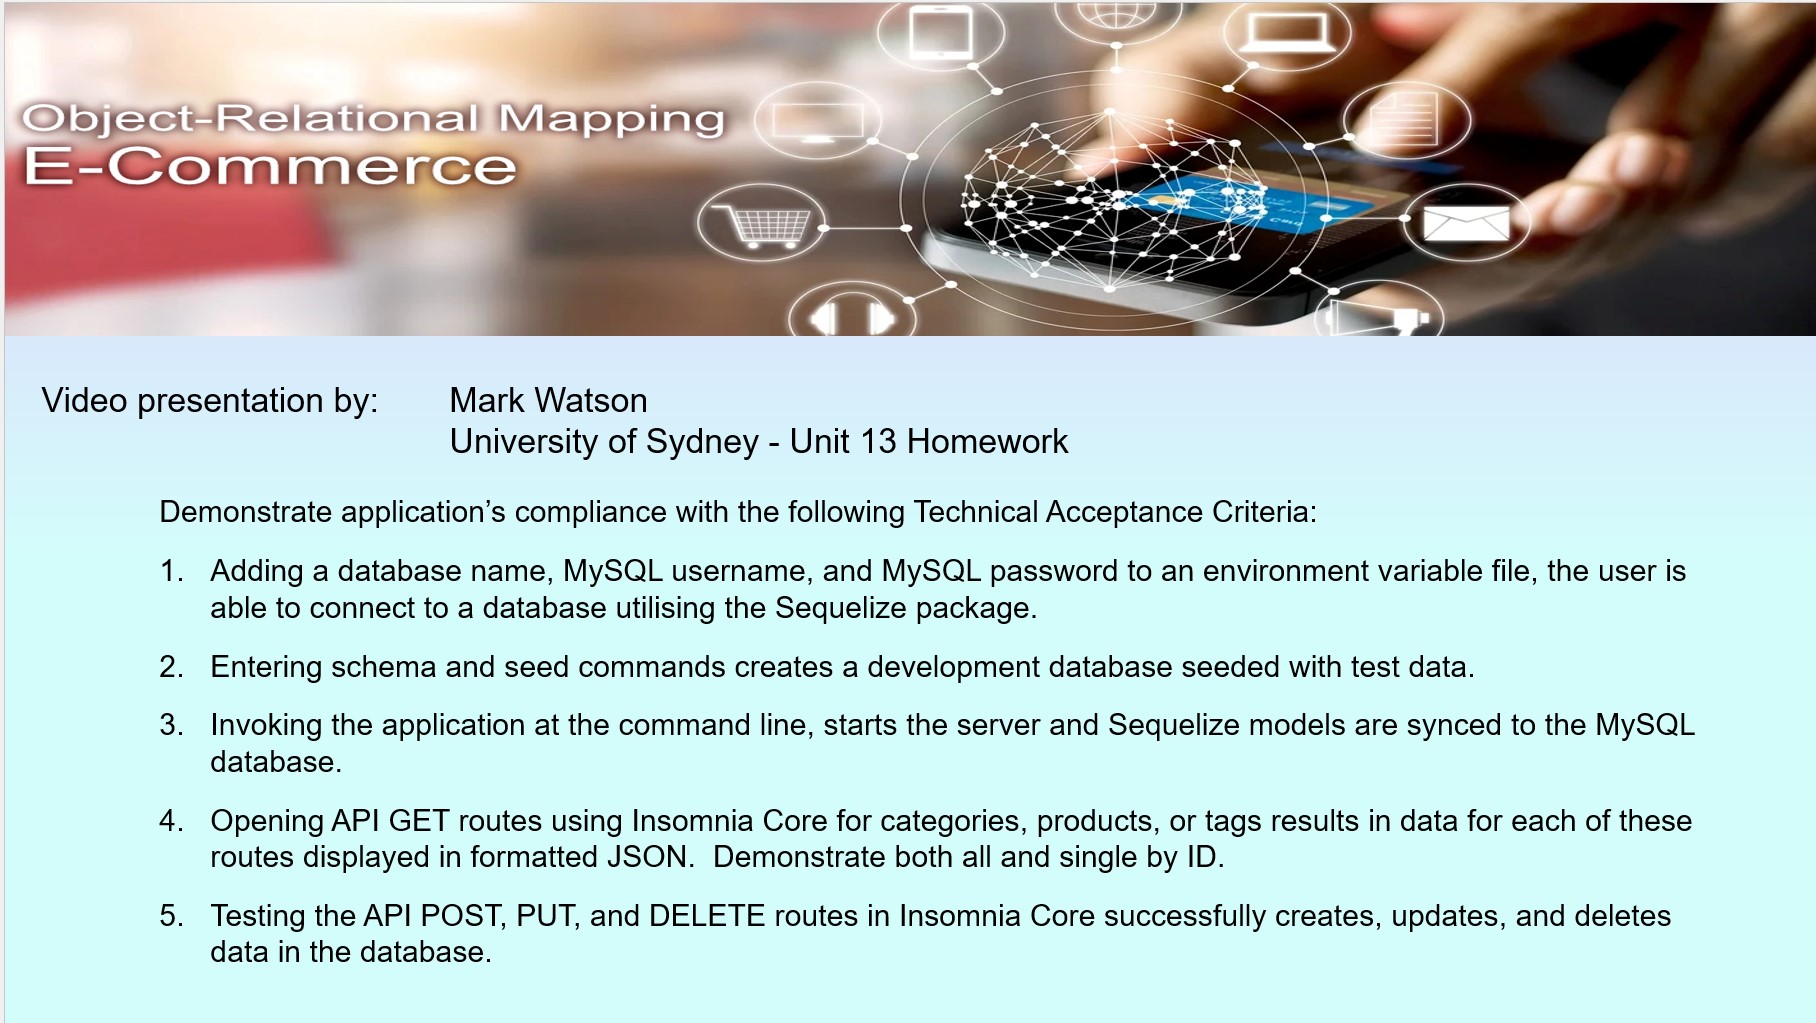 Object-Relational Mapping
E-Commerce
Video presentation by: Mark Watson
University of Sydney - Unit 13 Homework
Demonstrate application’s compliance with the following Technical Acceptance Criteria:
1. Adding a database name, MySQL username, and MySQL password to an environment variable file, the user is
able to connect to a database utilising the Sequelize package.
2. Entering schema and seed commands creates a development database seeded with test data.
3. Invoking the application at the command line, starts the server and Sequelize models are synced to the MySQL
database.
4. Opening API GET routes using Insomnia Core for categories, products, or tags results in data for each of these
routes displayed in formatted JSON.  Demonstrate both all and single by ID.
5. Testing the API POST, PUT, and DELETE routes in Insomnia Core successfully creates, updates, and deletes
data in the database.